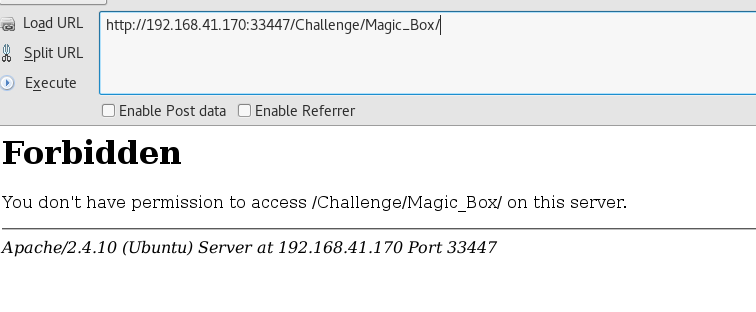 Load URL
http://192.168.41.170:33447/Challenge/Magic_Box/
Split URL
Execute
Enable Post data Enable Referrer
Forbidden
You don't have permission to access /Challenge/Magic_Box/ on this server.
Apache/2.4.10 (Ubuntu) Server at 192.168.41.170 Port 33447